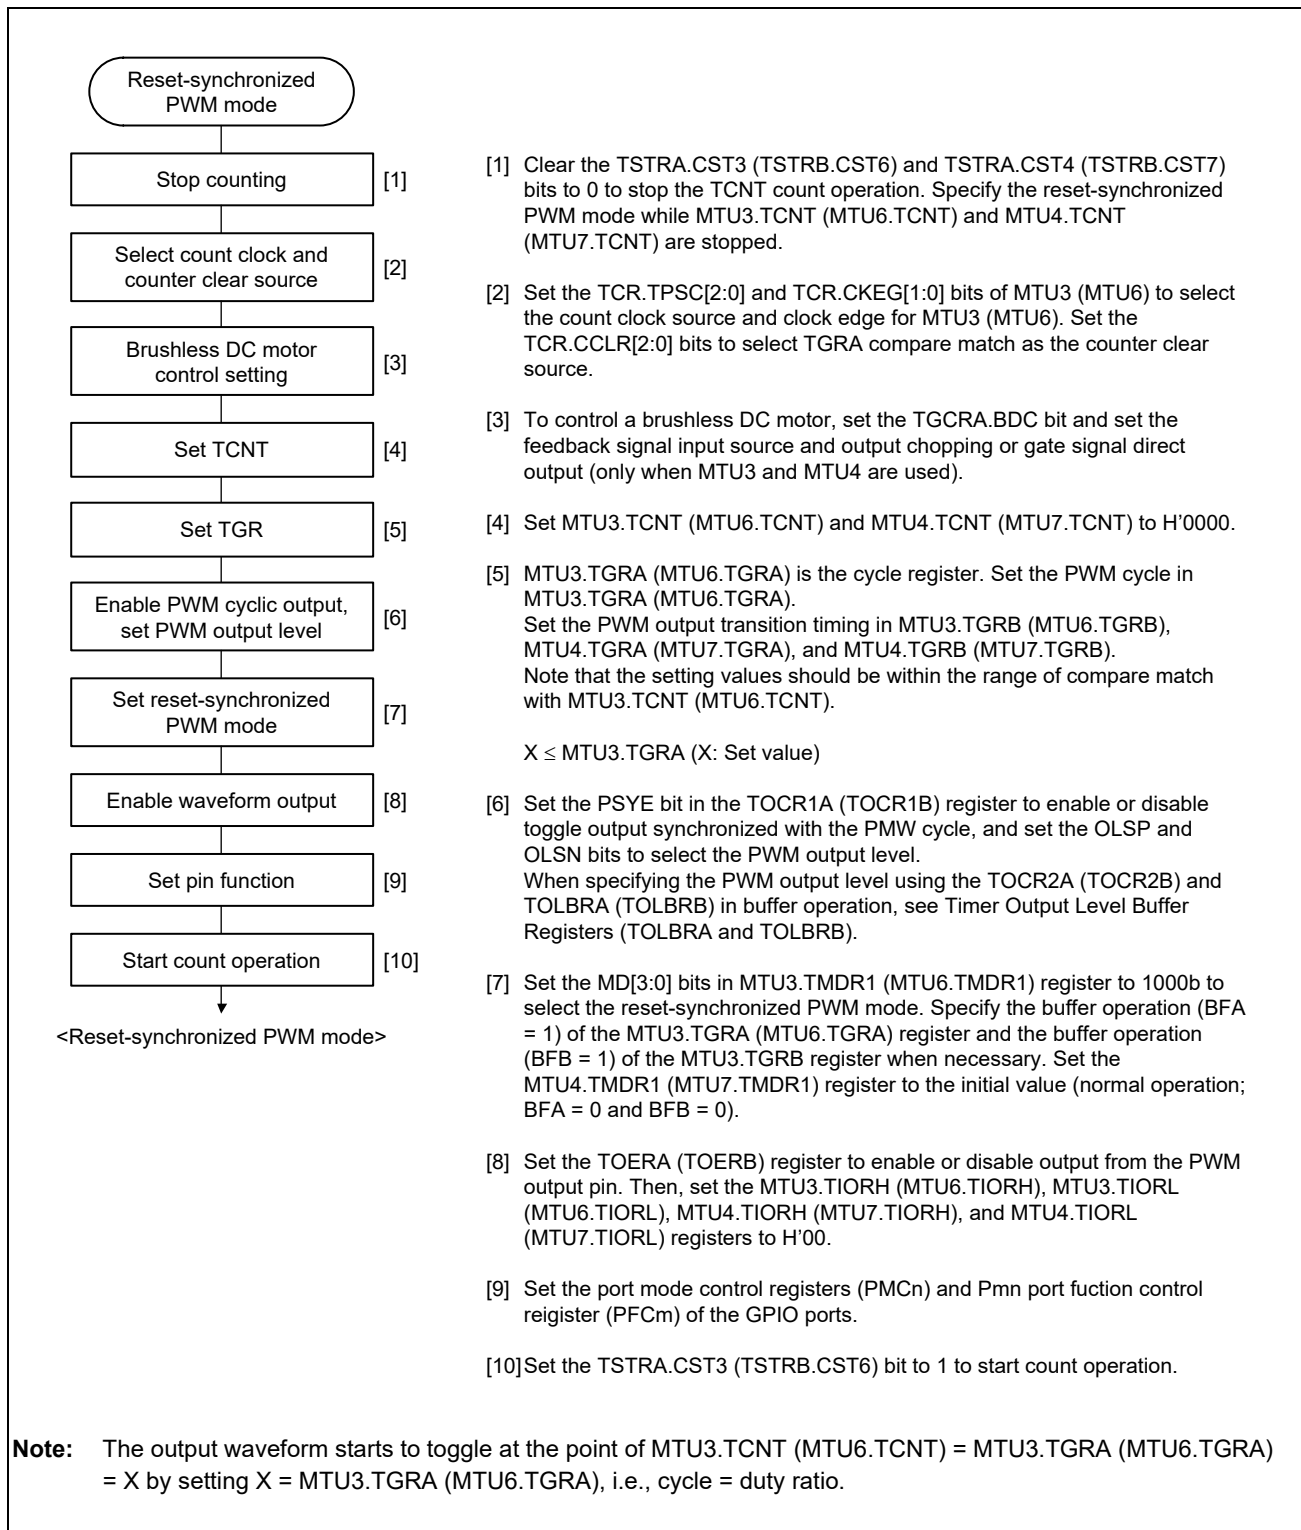 Reset-synchronized
PWM mode
Stop counting
[1]
Select count clock and
counter clear source
[2]
Brushless DC motor
control setting
[3]
Set TCNT
[4]
Set TGR
[5]
Enable PWM cyclic output,
set PWM output level
[6]
Set reset-synchronized
PWM mode
[7]
Enable waveform output
[8]
Set pin function
[9]
Start count operation
[10]
<Reset-synchronized PWM mode>
[1] Clear the TSTRA.CST3 (TSTRB.CST6) and TSTRA.CST4 (TSTRB.CST7)
bits to 0 to stop the TCNT count operation. Specify the reset-synchronized
PWM mode while MTU3.TCNT (MTU6.TCNT) and MTU4.TCNT
(MTU7.TCNT) are stopped.
[2] Set the TCR.TPSC[2:0] and TCR.CKEG[1:0] bits of MTU3 (MTU6) to select
the count clock source and clock edge for MTU3 (MTU6). Set the
TCR.CCLR[2:0] bits to select TGRA compare match as the counter clear
source.
[3] To control a brushless DC motor, set the TGCRA.BDC bit and set the
feedback signal input source and output chopping or gate signal direct
output (only when MTU3 and MTU4 are used).
[4] Set MTU3.TCNT (MTU6.TCNT) and MTU4.TCNT (MTU7.TCNT) to H’0000.
[5] MTU3.TGRA (MTU6.TGRA) is the cycle register. Set the PWM cycle in
MTU3.TGRA (MTU6.TGRA).
Set the PWM output transition timing in MTU3.TGRB (MTU6.TGRB),
MTU4.TGRA (MTU7.TGRA), and MTU4.TGRB (MTU7.TGRB).
Note that the setting values should be within the range of compare match
with MTU3.TCNT (MTU6.TCNT).
X ≤ MTU3.TGRA (X: Set value)
[6] Set the PSYE bit in the TOCR1A (TOCR1B) register to enable or disable
toggle output synchronized with the PMW cycle, and set the OLSP and
OLSN bits to select the PWM output level.
When specifying the PWM output level using the TOCR2A (TOCR2B) and
TOLBRA (TOLBRB) in buffer operation, see Timer Output Level Buffer
Registers (TOLBRA and TOLBRB).
[7] Set the MD[3:0] bits in MTU3.TMDR1 (MTU6.TMDR1) register to 1000b to
select the reset-synchronized PWM mode. Specify the buffer operation (BFA
= 1) of the MTU3.TGRA (MTU6.TGRA) register and the buffer operation
(BFB = 1) of the MTU3.TGRB register when necessary. Set the
MTU4.TMDR1 (MTU7.TMDR1) register to the initial value (normal operation;
BFA = 0 and BFB = 0).
[8] Set the TOERA (TOERB) register to enable or disable output from the PWM
output pin. Then, set the MTU3.TIORH (MTU6.TIORH), MTU3.TIORL
(MTU6.TIORL), MTU4.TIORH (MTU7.TIORH), and MTU4.TIORL
(MTU7.TIORL) registers to H’00.
[9] Set the port mode control registers (PMCn) and Pmn port fuction control
reigister (PFCm) of the GPIO ports.
[10] Set the TSTRA.CST3 (TSTRB.CST6) bit to 1 to start count operation.
Note: The output waveform starts to toggle at the point of MTU3.TCNT (MTU6.TCNT) = MTU3.TGRA (MTU6.TGRA)
= X by setting X = MTU3.TGRA (MTU6.TGRA), i.e., cycle = duty ratio.